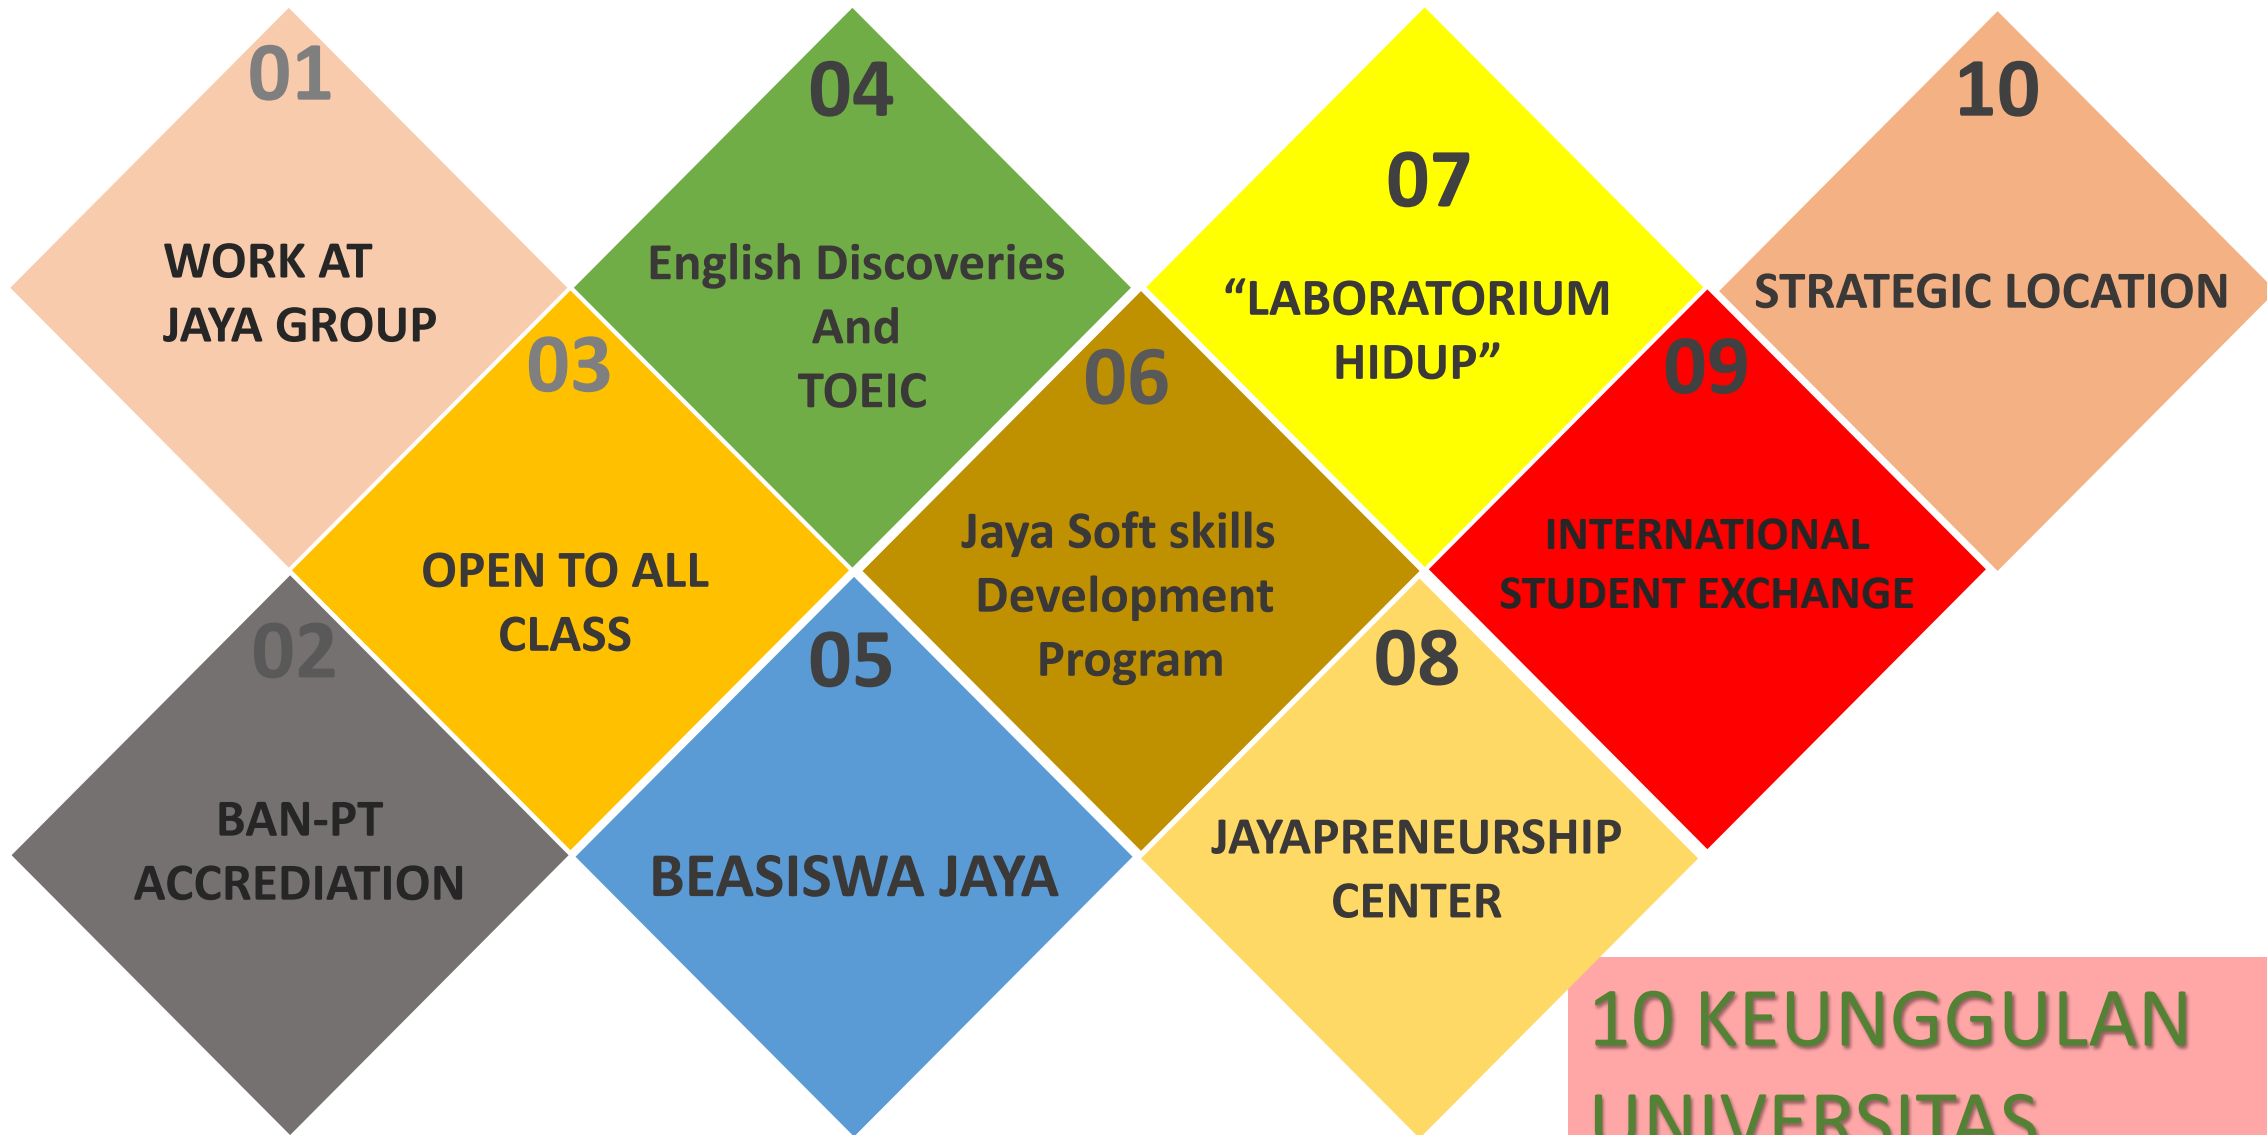 01
WORK AT
JAYA GROUP
02
BAN-PT
ACCREDIATION
03
OPEN TO ALL
CLASS
04
English Discoveries
And
TOEIC
05
BEASISWA JAYA
06
Jaya Soft skills
Development
Program
07
“LABORATORIUM
HIDUP”
08
JAYAPRENEURSHIP
CENTER
09
INTERNATIONAL
STUDENT EXCHANGE
10
STRATEGIC LOCATION
10 KEUNGGULAN
UNIVERSITAS